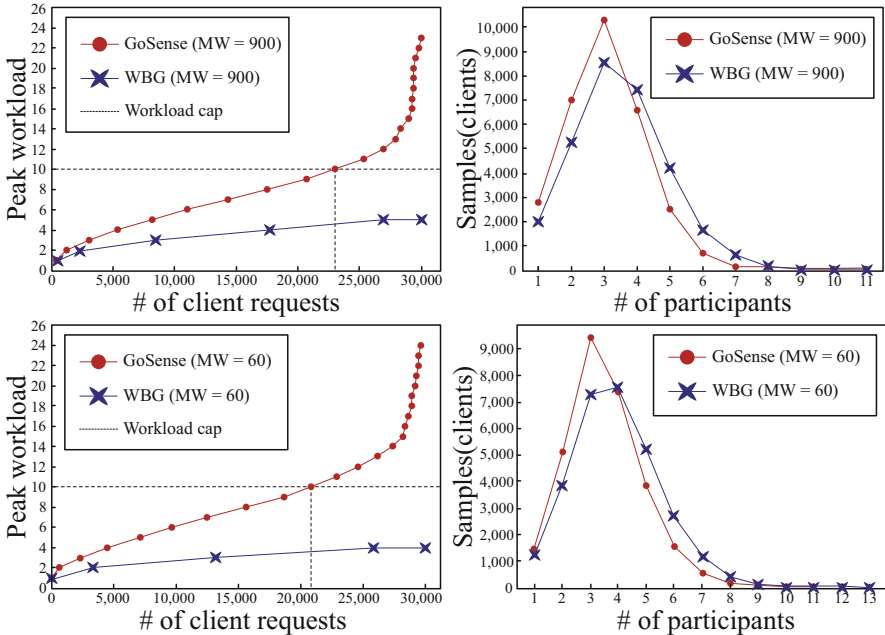 26
24
22
20
18
16
14
12
10
8
6
4
2
0
Peak workload
GoSense (MW = 900)
WBG (MW = 900)
Workload cap
0 5,000 10,000 15,000 20,000 25,000 30,000
# of client requests
10,000
9,000
8,000
7,000
6,000
5,000
4,000
3,000
2,000
1,000
0
Samples(clients)
GoSense (MW = 900)
WBG (MW = 900)
1 2 3 4 5 6 7 8 9 10 11
# of participants
26
24
22
20
18
16
14
12
10
8
6
4
2
0
Peak workload
GoSense (MW = 60)
WBG (MW = 60)
Workload cap
0 5,000 10,000 15,000 20,000 25,000 30,000
# of client requests
9,000
8,000
7,000
6,000
5,000
4,000
3,000
2,000
1,000
0
Samples(clients)
GoSense (MW = 60)
WBG (MW = 60)
1 2 3 4 5 6 7 8 9 10 11 12 13
# of participants